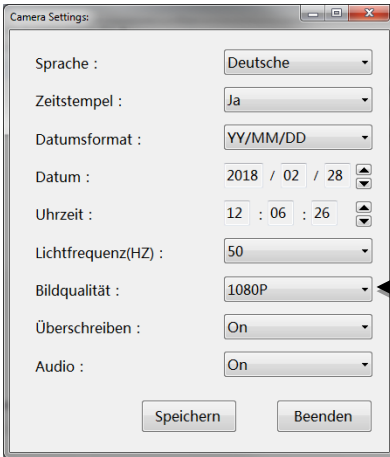 Camera Settings:
Sprache : Deutsche
Zeitstempel : Ja
Datumsformat : YY/MM/DD
Datum : 2018 / 02 / 28
Uhrzeit : 12 : 06 : 26
Lichtfrequenz(HZ) : 50
Bildqualität : 1080P
Überschreiben : On
Audio : On
Speichern Beenden